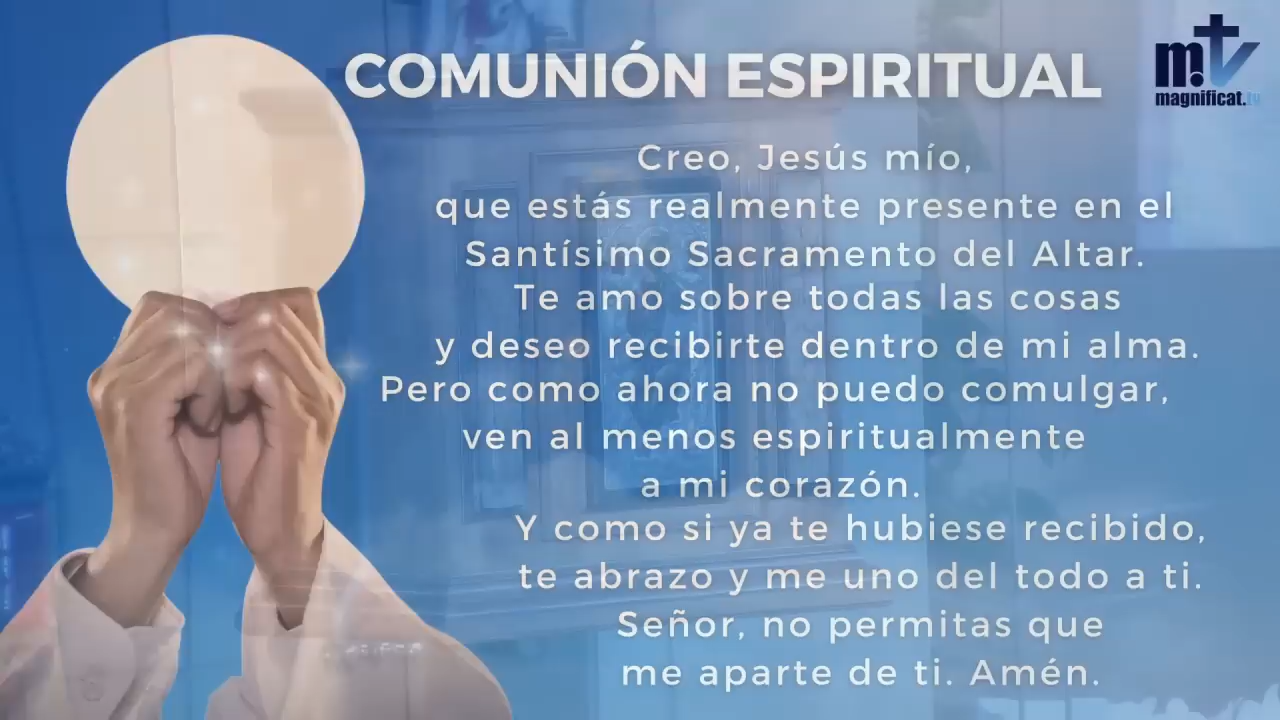 COMUNIÓN ESPIRITUAL
m.tv
magnificat.tv
Creo, Jesús mío,
que estás realmente presente en el
Santísimo Sacramento del Altar.
Te amo sobre todas las cosas
y deseo recibirte dentro de mi alma.
Pero como ahora no puedo comulgar,
ven al menos espiritualmente
a mi corazón.
Y como si ya te hubiese recibido,
te abrazo y me uno del todo a ti.
Señor, no permitas que
me aparte de ti. Amén.